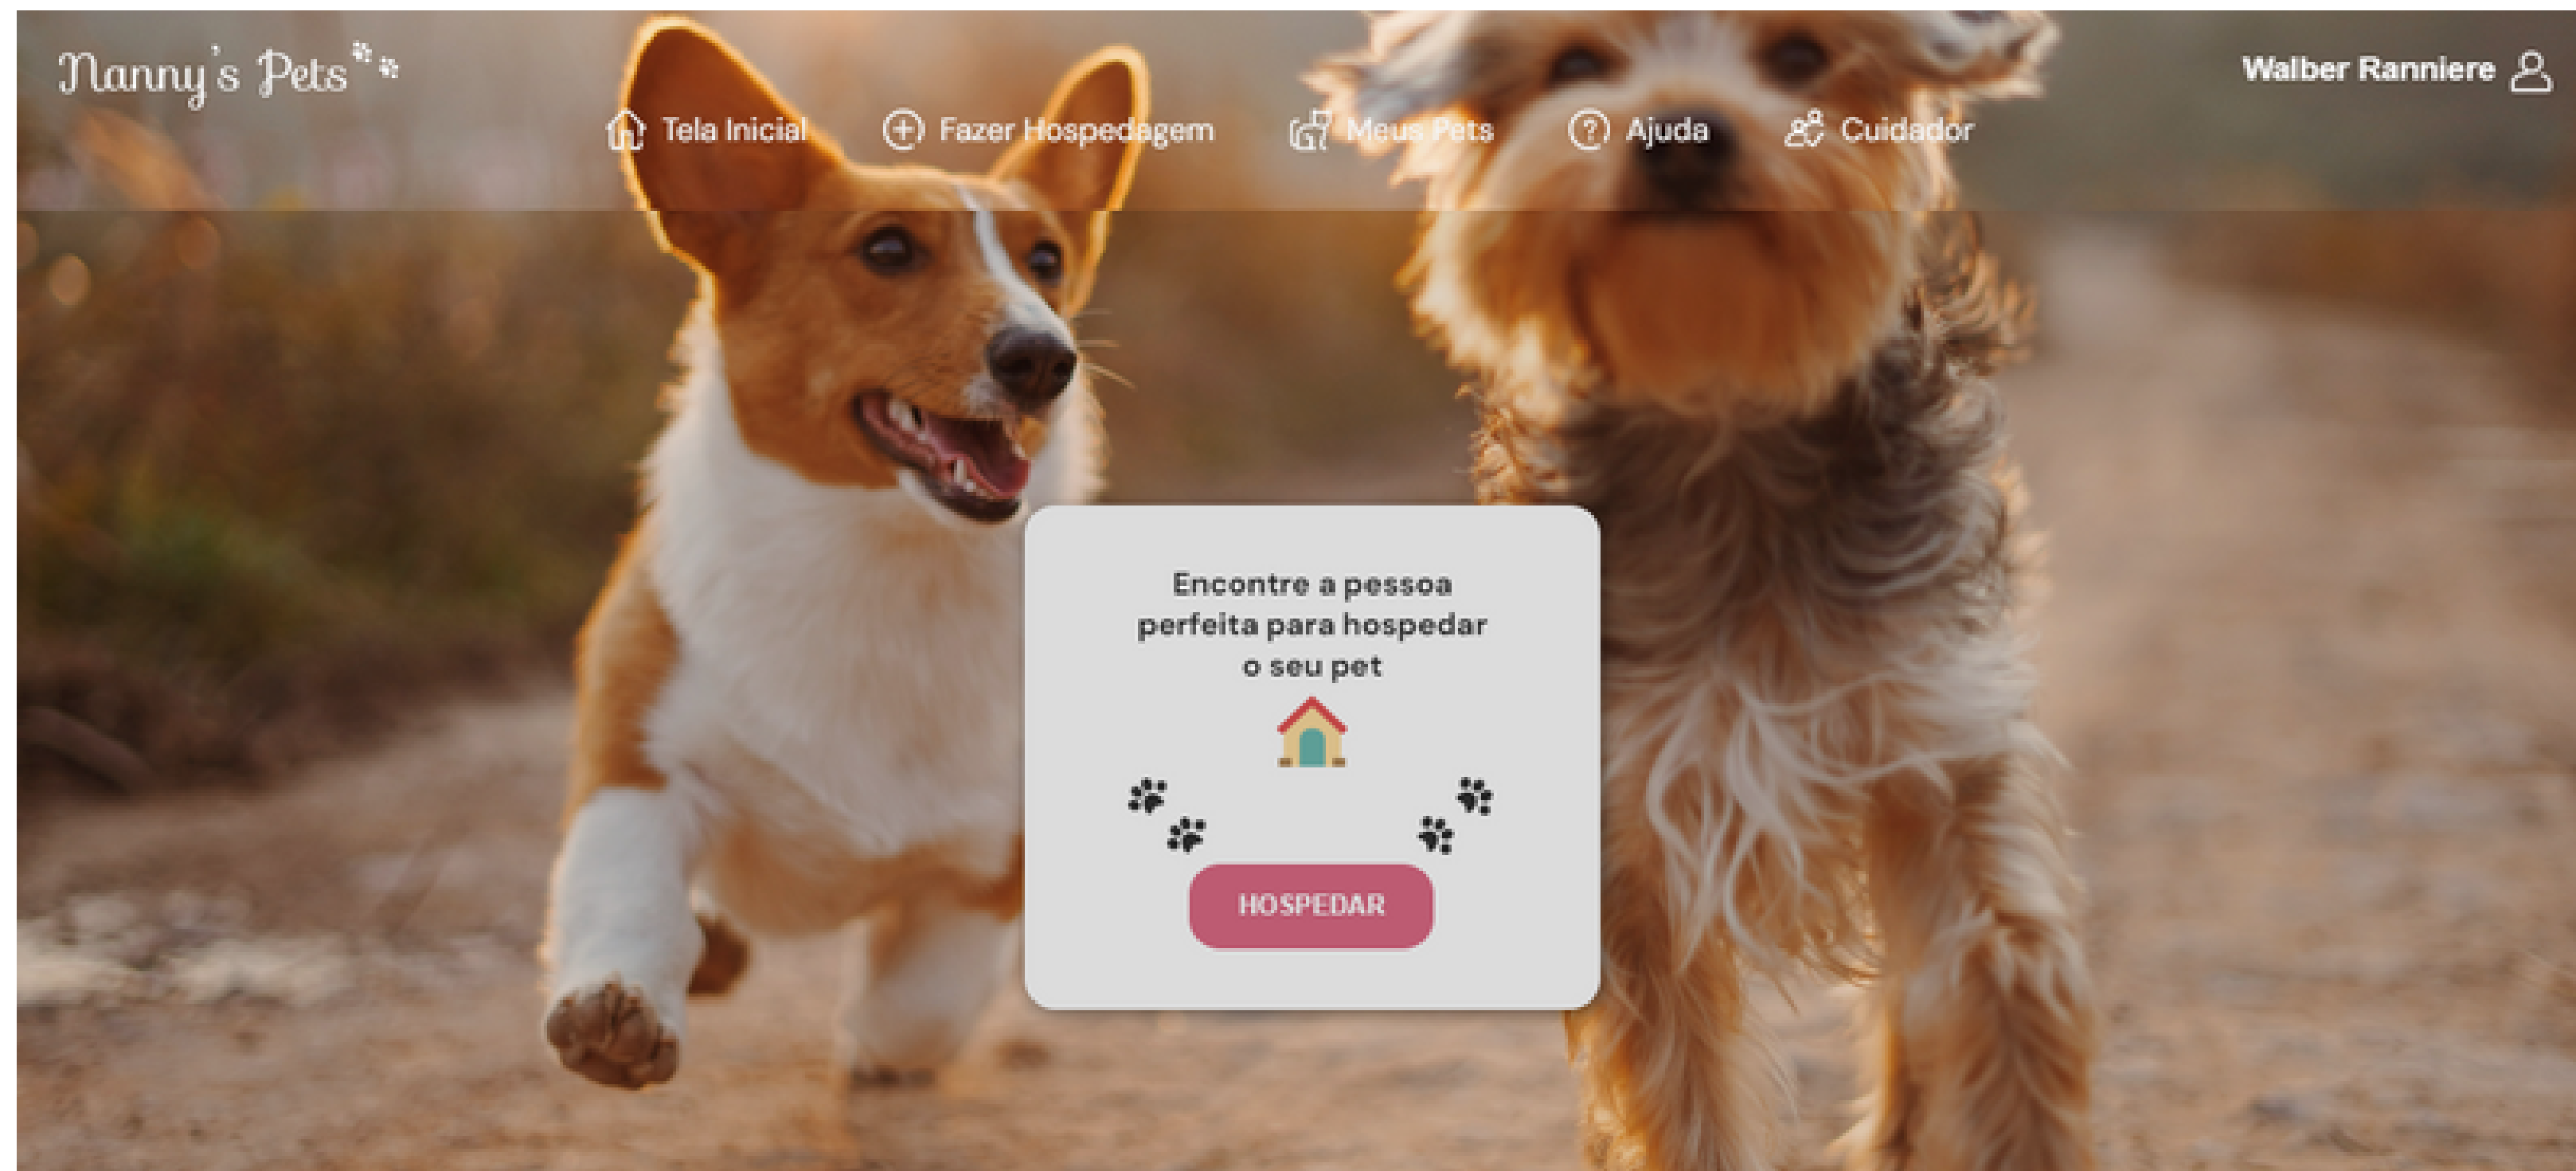 Nanny's Pets
Walber Ranniere
Tela Inicial Fazer Hospedagem Meus Pets Ajuda Cuidador
Encontre a pessoa
perfeita para hospedar
o seu pet
HOSPEDAR